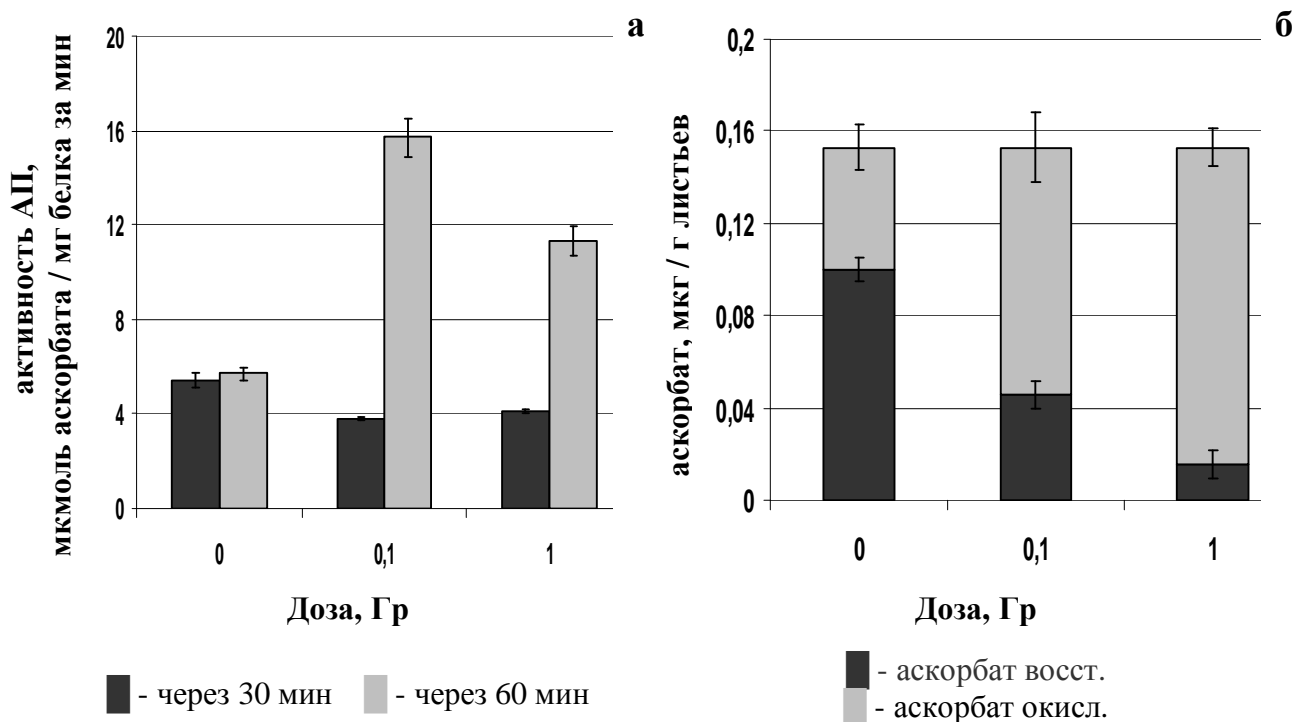 а
активность АП,
мкмоль аскорбата / мг белка за мин
20
16
12
8
4
0
0 0,1 1
Доза, Гр
- через 30 мин - через 60 мин
б
аскорбат, мкг / г листьев
0,2
0,16
0,12
0,08
0,04
0
0 0,1 1
Доза, Гр
- аскорбат восст.
- аскорбат окисл.